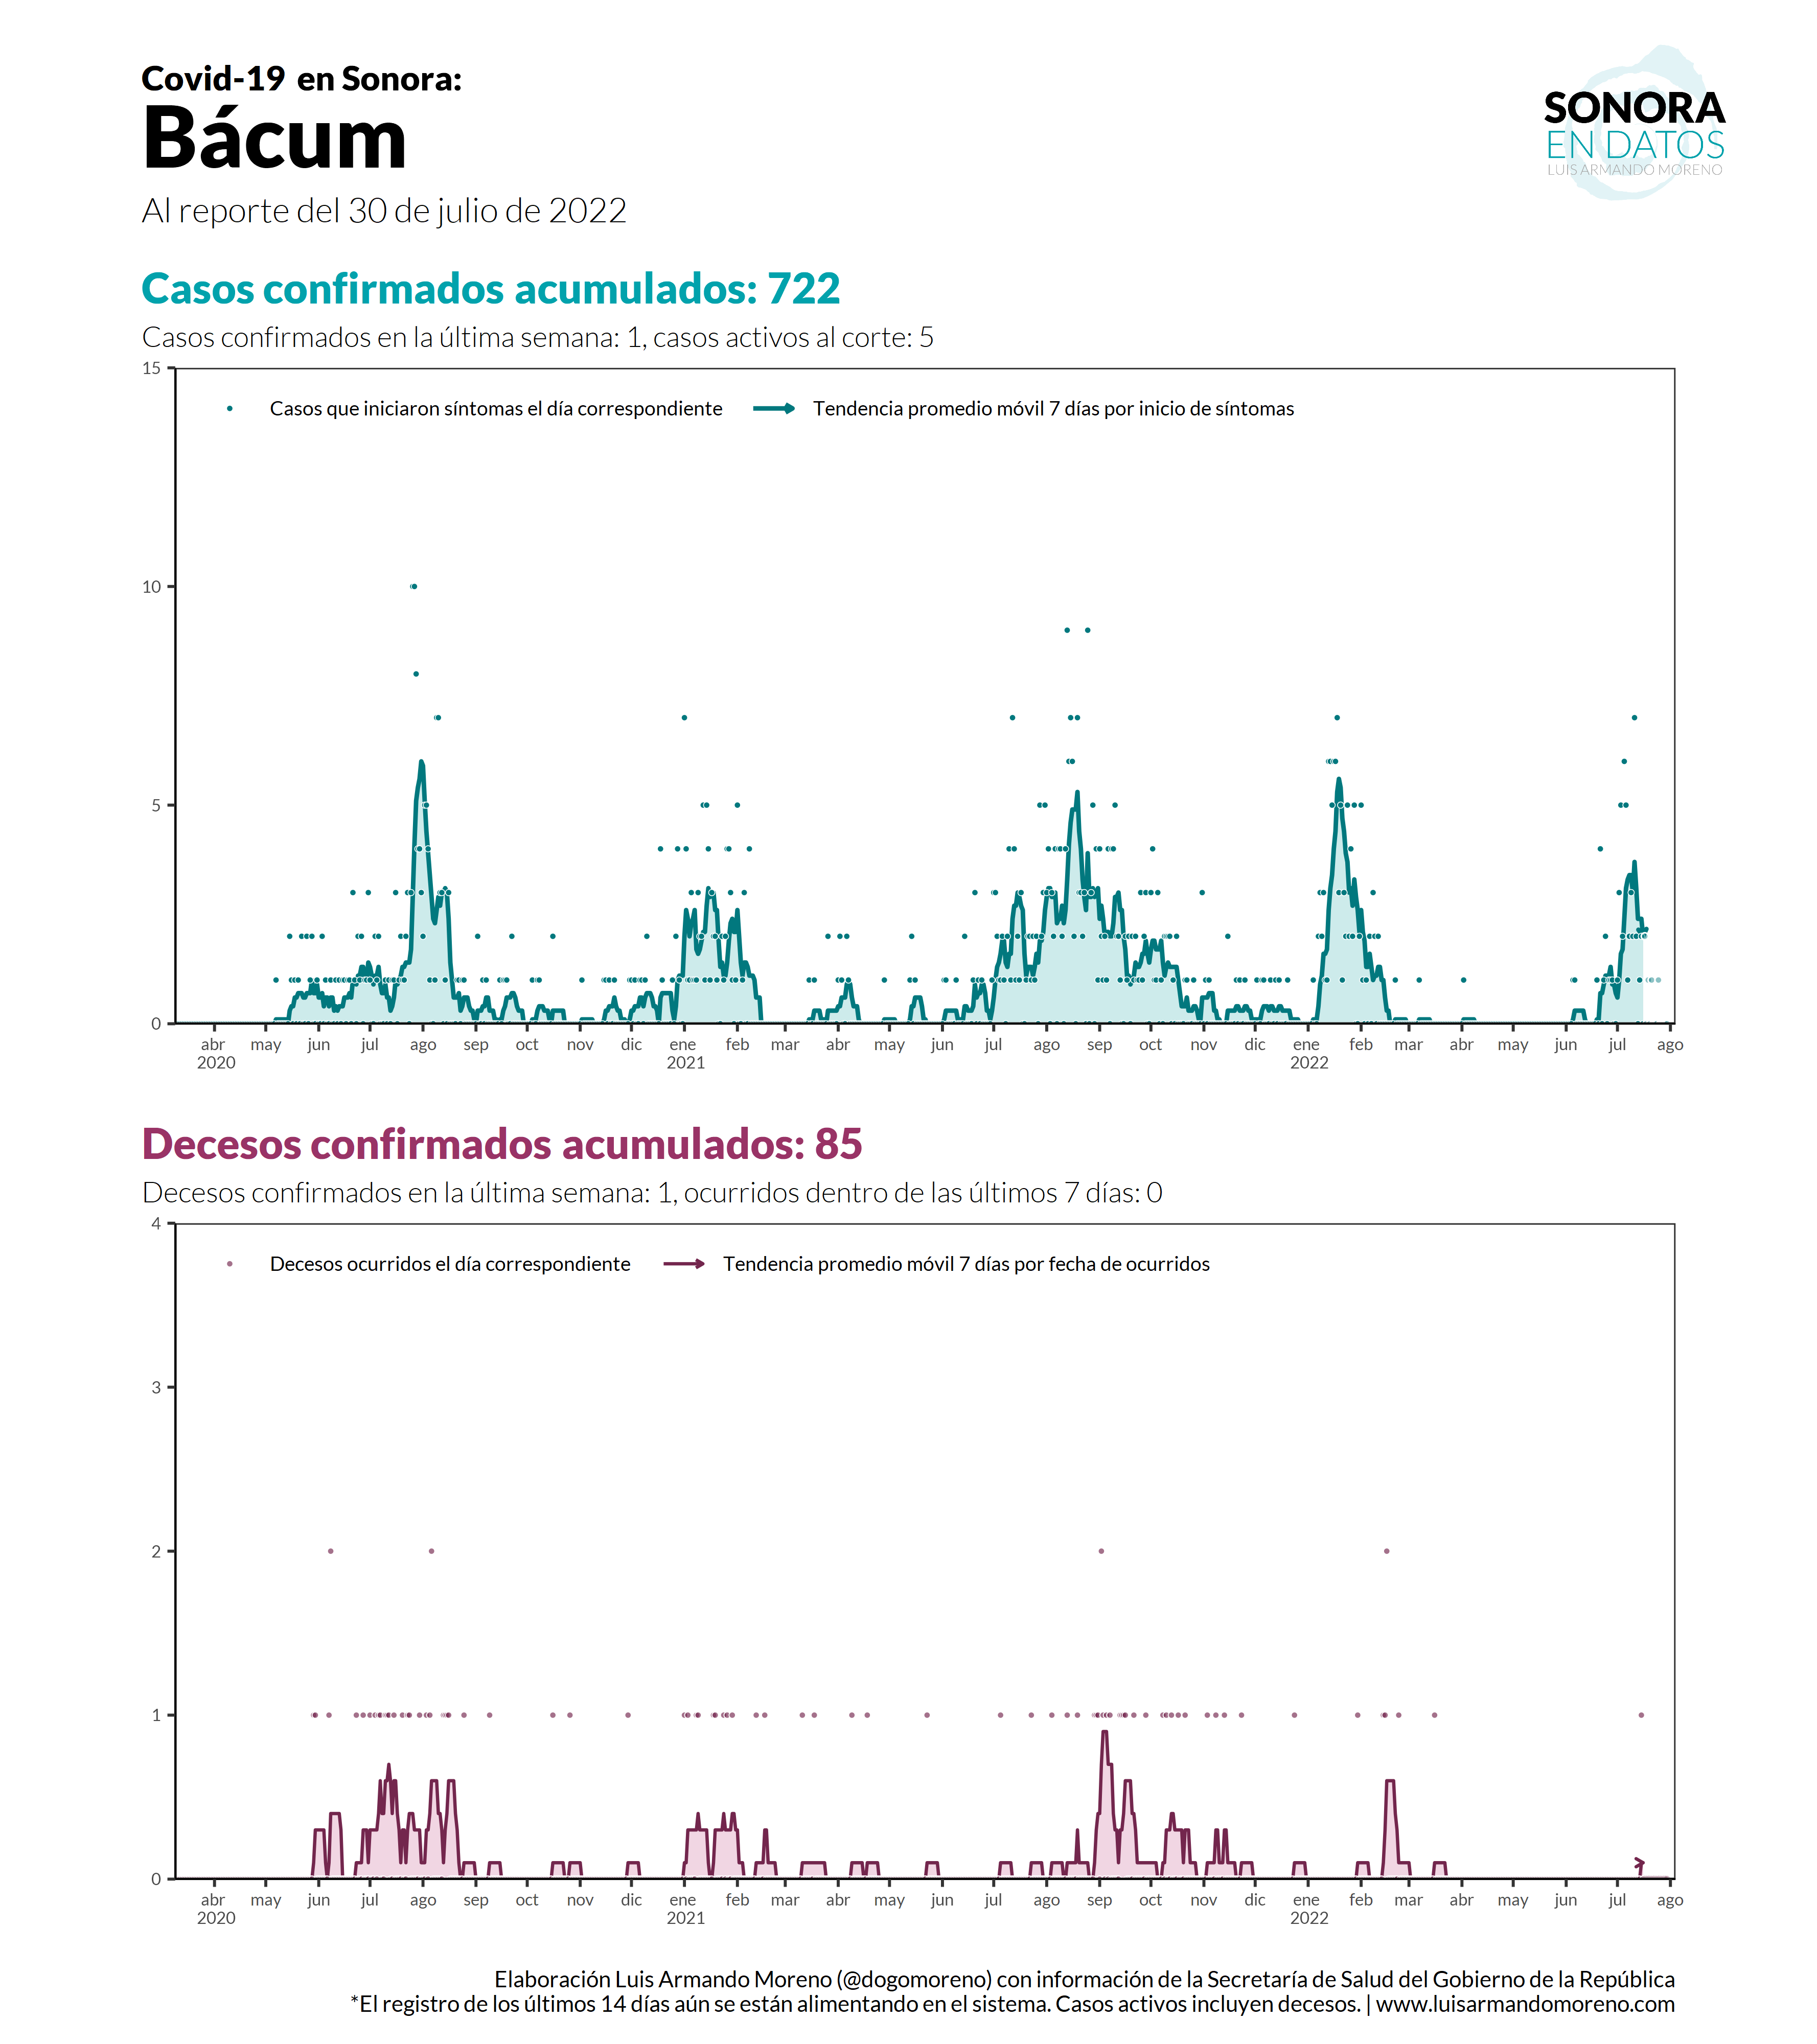 Covid-19 en Sonora:
Bácum
Al reporte del 30 de julio de 2022
SONORA
EN DATOS
LUIS ARMANDO MORENO
Casos confirmados acumulados: 722
Casos confirmados en la última semana: 1, casos activos al corte: 5
Casos que iniciaron síntomas el día correspondiente Tendencia promedio móvil 7 días por inicio de síntomas
15
10
5
0
abr may jun jul ago sep oct nov dic ene feb mar abr may jun jul ago sep oct nov dic ene feb mar abr may jun jul ago
2020 2021 2022
Decesos confirmados acumulados: 85
Decesos confirmados en la última semana: 1, ocurridos dentro de las últimos 7 días: 0
Decesos ocurridos el día correspondiente Tendencia promedio móvil 7 días por fecha de ocurridos
4
3
2
1
0
abr may jun jul ago sep oct nov dic ene feb mar abr may jun jul ago sep oct nov dic ene feb mar abr may jun jul ago
2020 2021 2022
Elaboración Luis Armando Moreno (@dogomoreno) con información de la Secretaría de Salud del Gobierno de la República
*El registro de los últimos 14 días aún se están alimentando en el sistema. Casos activos incluyen decesos. | www.luisarmandomoreno.com